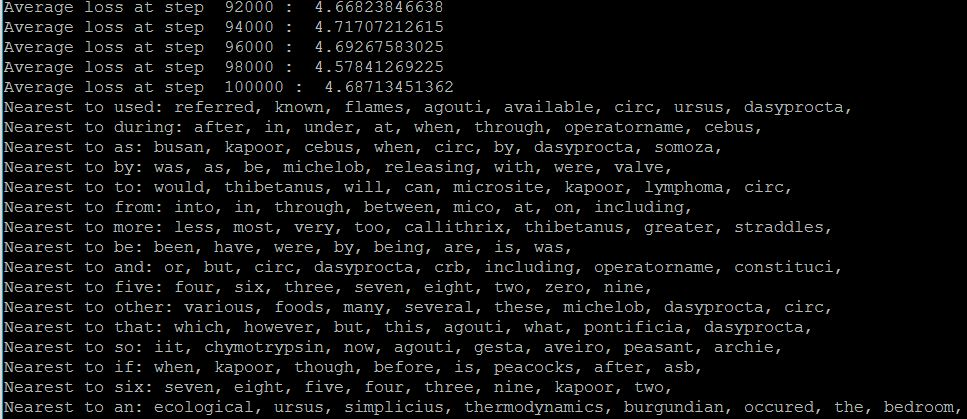 Average loss at step  92000 :  4.66823846638
Average loss at step  94000 :  4.71707212615
Average loss at step  96000 :  4.69267583025
Average loss at step  98000 :  4.57841269225
Average loss at step  100000 :  4.68713451362
Nearest to used: referred, known, flames, agouti, available, circ, ursus, dasyprocta,
Nearest to during: after, in, under, at, when, through, operatorname, cebus,
Nearest to as: busan, kapoor, cebus, when, circ, by, dasyprocta, somoza,
Nearest to by: was, as, be, michelob, releasing, with, were, valve,
Nearest to to: would, thibetanus, will, can, microsite, kapoor, lymphoma, circ,
Nearest to from: into, in, through, between, mico, at, on, including,
Nearest to more: less, most, very, too, callithrix, thibetanus, greater, straddles,
Nearest to be: been, have, were, by, being, are, is, was,
Nearest to and: or, but, circ, dasyprocta, crb, including, operatorname, constituci,
Nearest to five: four, six, three, seven, eight, two, zero, nine,
Nearest to other: various, foods, many, several, these, michelob, dasyprocta, circ,
Nearest to that: which, however, but, this, agouti, what, pontificia, dasyprocta,
Nearest to so: iit, chymotrypsin, now, agouti, gesta, aveiro, peasant, archie,
Nearest to if: when, kapoor, though, before, is, peacocks, after, asb,
Nearest to six: seven, eight, five, four, three, nine, kapoor, two,
Nearest to an: ecological, ursus, simplicius, thermodynamics, burgundian, occured, the, bedroom,